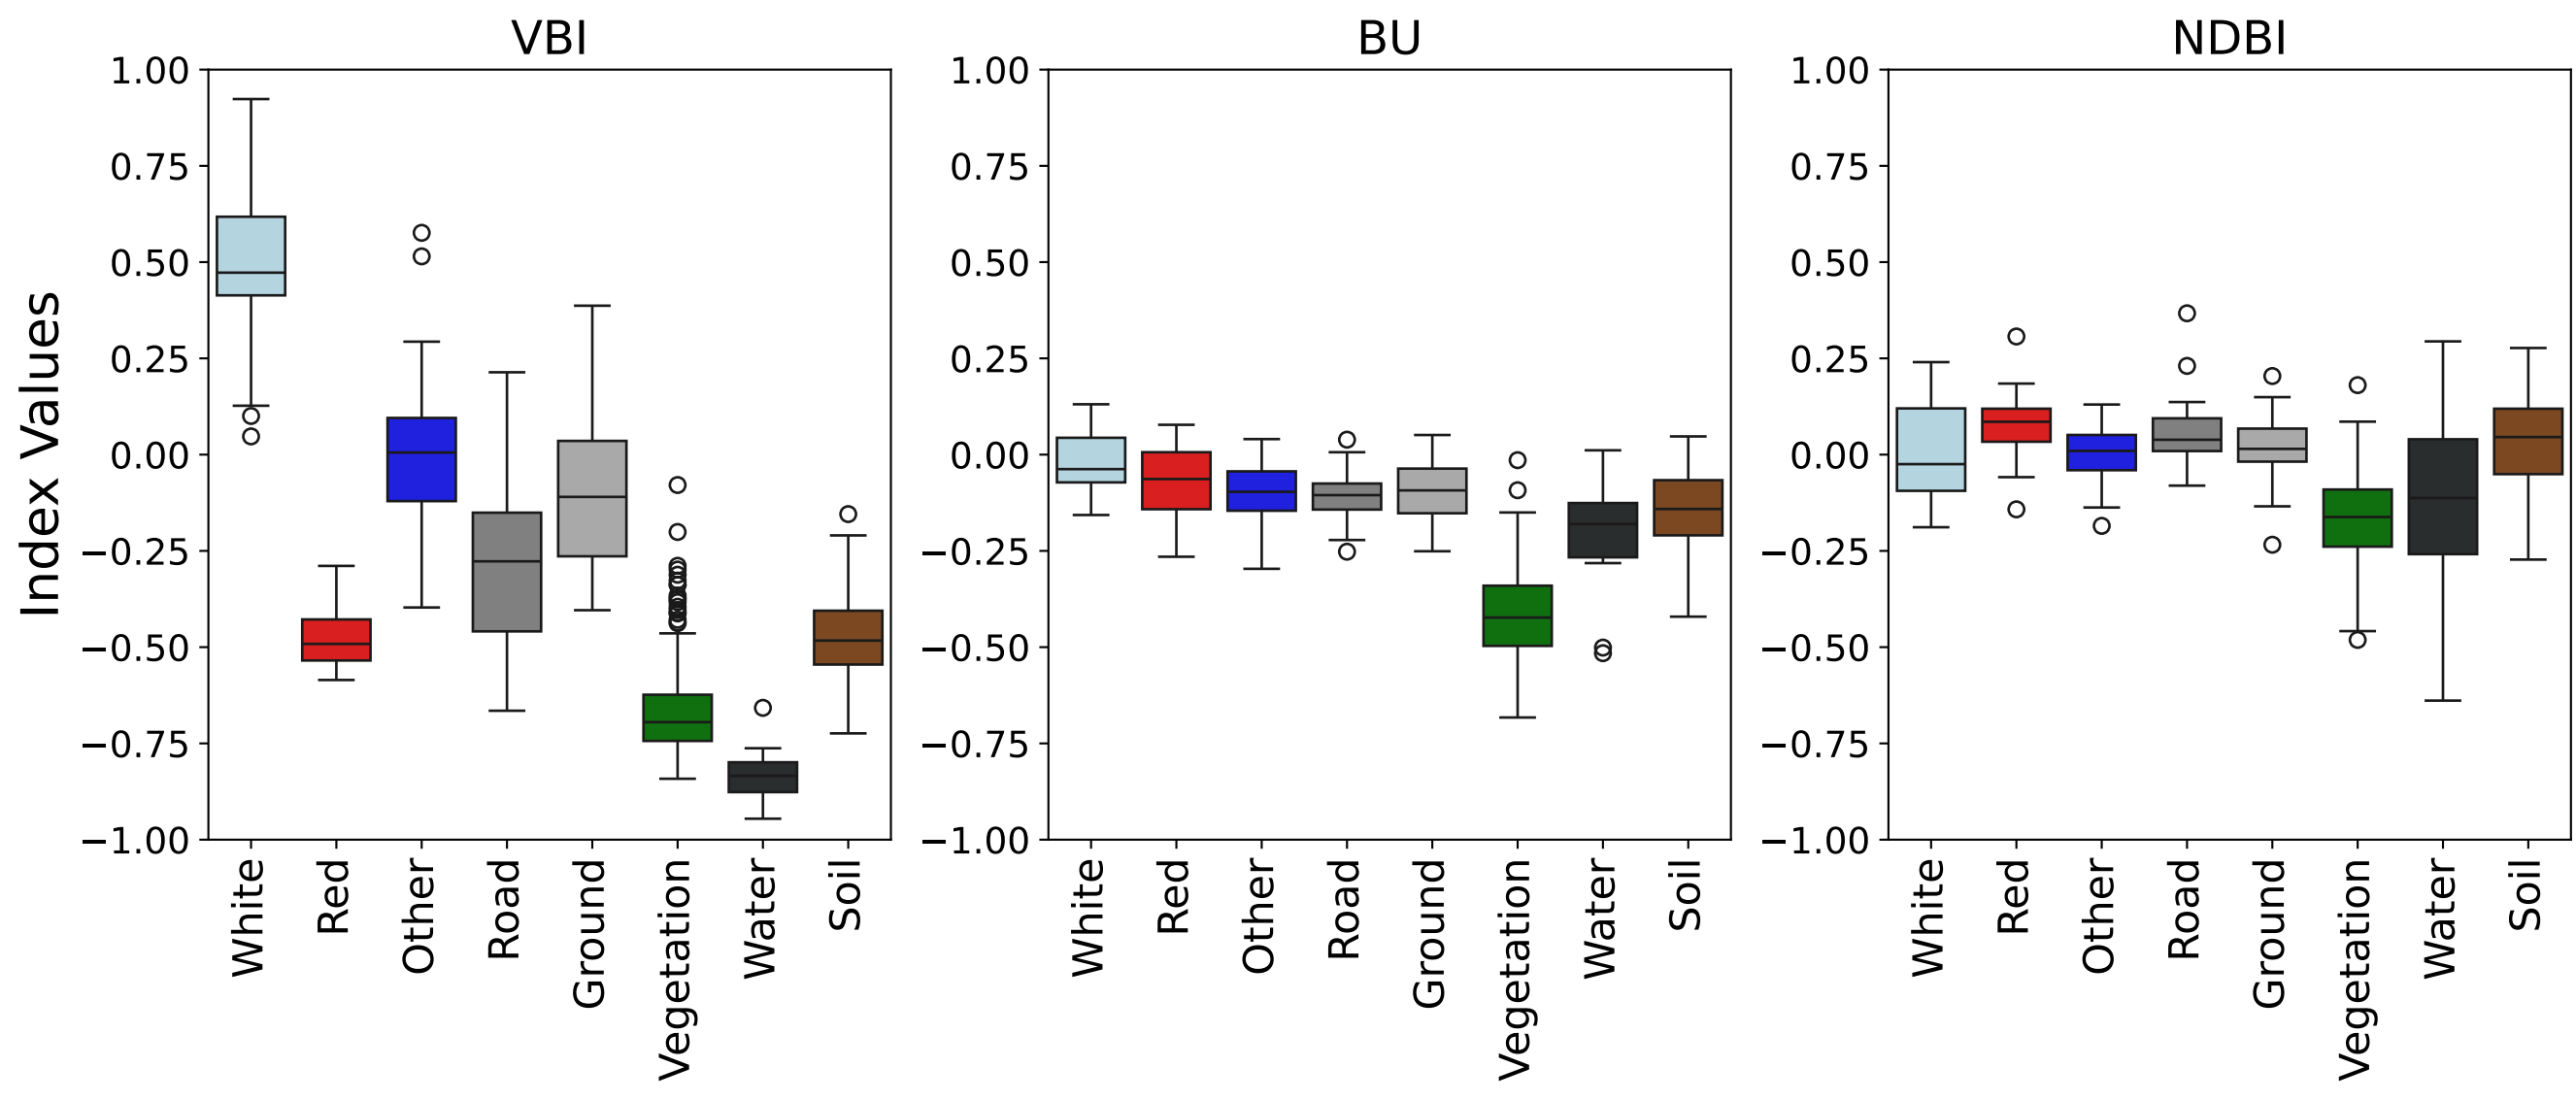 VBI
BU
NDBI
Index Values
1.00
0.75
0.50
0.25
0.00
−0.25
−0.50
−0.75
−1.00
White
Red
Other
Road
Ground
Vegetation
Water
Soil
1.00
0.75
0.50
0.25
0.00
−0.25
−0.50
−0.75
−1.00
White
Red
Other
Road
Ground
Vegetation
Water
Soil
1.00
0.75
0.50
0.25
0.00
−0.25
−0.50
−0.75
−1.00
White
Red
Other
Road
Ground
Vegetation
Water
Soil